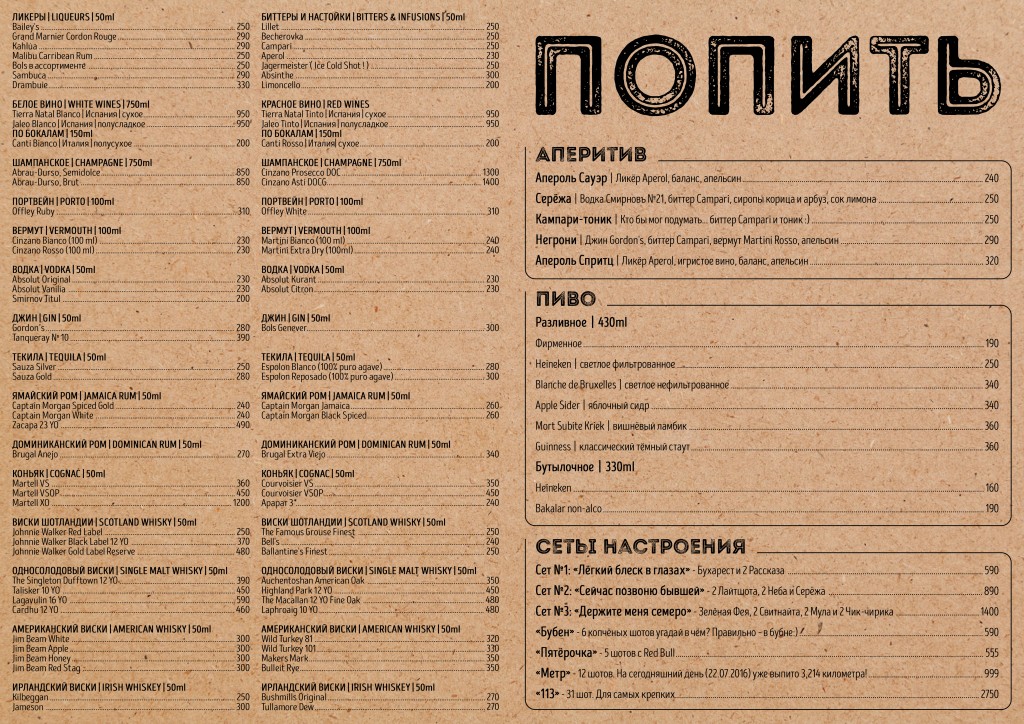 ЛИКЕРЫ | LIQUEURS | 50ml
Bailey's 250
Grand Marnier Cordon Rouge 290
Kahlua 290
Malibu Carribean Rum 250
Bols в ассортименте 250
Sambuca 290
Drambuie 330
БЕЛОЕ ВИНО | WHITE WINES | 750ml
Tierra Natal Blanco | Испания | сухое 950
Jaleo Blanco | Испания | полусладкое 950
ПО БОКАЛАМ | 150ml
Canti Bianco | Италия | полусухое 200
ШАМПАНСКОЕ | CHAMPAGNE | 750ml
Abrau-Durso, Semidolce 850
Abrau-Durso, Brut 850
ПОРТВЕЙН | PORTO | 100ml
Offley Ruby 310
ВЕРМУТ | VERMOUTH | 100ml
Cinzano Bianco (100 ml) 230
Cinzano Rosso (100 ml) 230
ВОДКА | VODKA | 50ml
Absolut Original 230
Absolut Vanilia 230
Smirnov Titul 200
ДЖИН | GIN | 50ml
Gordon's 280
Tanqueray № 10 390
ТЕКИЛА | TEQUILA | 50ml
Sauza Silver 250
Sauza Gold 280
ЯМАЙСКИЙ РОМ | JAMAICA RUM | 50ml
Captain Morgan Spiced Gold 240
Captain Morgan White 240
Zacapa 23 YO 490
ДОМИНИКАНСКИЙ РОМ | DOMINICAN RUM | 50ml
Brugal Anejo 270
КОНЬЯК | COGNAC | 50ml
Martell VS 360
Martell VSOP 450
Martell XO 1200
ВИСКИ ШОТЛАНДИИ | SCOTLAND WHISKY | 50ml
Johnnie Walker Red Label 250
Johnnie Walker Black Label 12 YO 370
Johnnie Walker Gold Label Reserve 480
ОДНОСОЛОДОВЫЙ ВИСКИ | SINGLE MALT WHISKY | 50ml
The Singleton Dufftown 12 YO 390
Talisker 10 YO 450
Lagavulin 16 YO 590
Cardhu 12 YO 460
АМЕРИКАНСКИЙ ВИСКИ | AMERICAN WHISKY | 50ml
Jim Beam White 300
Jim Beam Apple 300
Jim Beam Honey 300
Jim Beam Red Stag 300
ИРЛАНДСКИЙ ВИСКИ | IRISH WHISKEY | 50ml
Kilbeggan 250
Jameson 300
БИТТЕРЫ И НАСТОЙКИ | BITTERS & INFUSIONS | 50ml
Lillet 250
Becherovka 250
Campari 250
Aperol 230
Jagermeister ( Ice Cold Shot ! ) 250
Absinthe 300
Limoncello 200
КРАСНОЕ ВИНО | RED WINES
Tierra Natal Tinto | Испания | сухое 950
Jaleo Tinto | Испания | полусладкое 950
ПО БОКАЛАМ | 150ml
Canti Rosso | Италия | сухое 200
ШАМПАНСКОЕ | CHAMPAGNE | 750ml
Cinzano Prosecco DOC 1300
Cinzano Asti DOCG 1400
ПОРТВЕЙН | PORTO | 100ml
Offley White 310
ВЕРМУТ | VERMOUTH | 100ml
Martini Bianco (100 ml) 240
Martini Extra Dry (100ml) 240
ВОДКА | VODKA | 50ml
Absolut Kurant 230
Absolut Citron 230
ДЖИН | GIN | 50ml
Bols Genever 300
ТЕКИЛА | TEQUILA | 50ml
Espolon Blanco (100% puro agave) 280
Espolon Reposado (100% puro agave) 300
ЯМАЙСКИЙ РОМ | JAMAICA RUM | 50ml
Captain Morgan Jamaica 260
Captain Morgan Black Spiced 260
ДОМИНИКАНСКИЙ РОМ | DOMINICAN RUM | 50ml
Brugal Extra Viejo 340
КОНЬЯК | COGNAC | 50ml
Courvoisier VS 350
Courvoisier VSOP 450
Арарат 3* 240
ВИСКИ ШОТЛАНДИИ | SCOTLAND WHISKY | 50ml
The Famous Grouse Finest 250
Bell's 240
Ballantine's Finest 250
ОДНОСОЛОДОВЫЙ ВИСКИ | SINGLE MALT WHISKY | 50ml
Auchentoshan American Oak 350
Highland Park 12 YO 480
The Macallan 12 YO Fine Oak 480
Laphroaig 10 YO 480
АМЕРИКАНСКИЙ ВИСКИ | AMERICAN WHISKY | 50ml
Wild Turkey 81 320
Wild Turkey 101 330
Makers Mark 350
Bulleit Rye 350
ИРЛАНДСКИЙ ВИСКИ | IRISH WHISKEY | 50ml
Bushmills Original 270
Tullamore Dew 270
ПОПИТЬ
АПЕРИТИВ
Апероль Сауэр | Ликёр Aperol, баланс, апельсин 240
Серёжа | Водка Смирновъ №21, биттер Campari, сиропы корица и арбуз, сок лимона 250
Кампари-тоник | Кто бы мог подумать... биттер Campari и тоник :) 250
Негрони | Джин Gordon's, биттер Campari, вермут Martini Rosso, апельсин 290
Апероль Спритц | Ликёр Aperol, игристое вино, баланс, апельсин 320
ПИВО
Разливное | 430ml
Фирменное 190
Heineken | светлое фильтрованное 250
Blanche de Bruxelles | светлое нефильтрованное 340
Apple Sider | яблочный сидр 340
Mort Subite Kriek | вишнёвый ламбик 360
Guinness | классический тёмный стаут 360
Бутылочное | 330ml
Heineken 160
Bakalar non-alco 190
СЕТЫ НАСТРОЕНИЯ
Сет №1: «Лёгкий блеск в глазах» - Бухарест и 2 Рассказа 590
Сет №2: «Сейчас позвоню бывшей» - 2 Лайтшота, 2 Неба и Серёжа 890
Сет №3: «Держите меня семеро» - Зелёная Фея, 2 Свитнайта, 2 Мула и 2 Чик-чирика 1400
«Бубен» - 6 копчёных шотов угадай в чём? Правильно – в бубне :) 590
«Пятёрочка» - 5 шотов с Red Bull 555
«Метр» - 12 шотов. На сегодняшний день (22.07.2016) уже выпито 3,214 километра! 999
«113» - 31 шот. Для самых крепких 2750